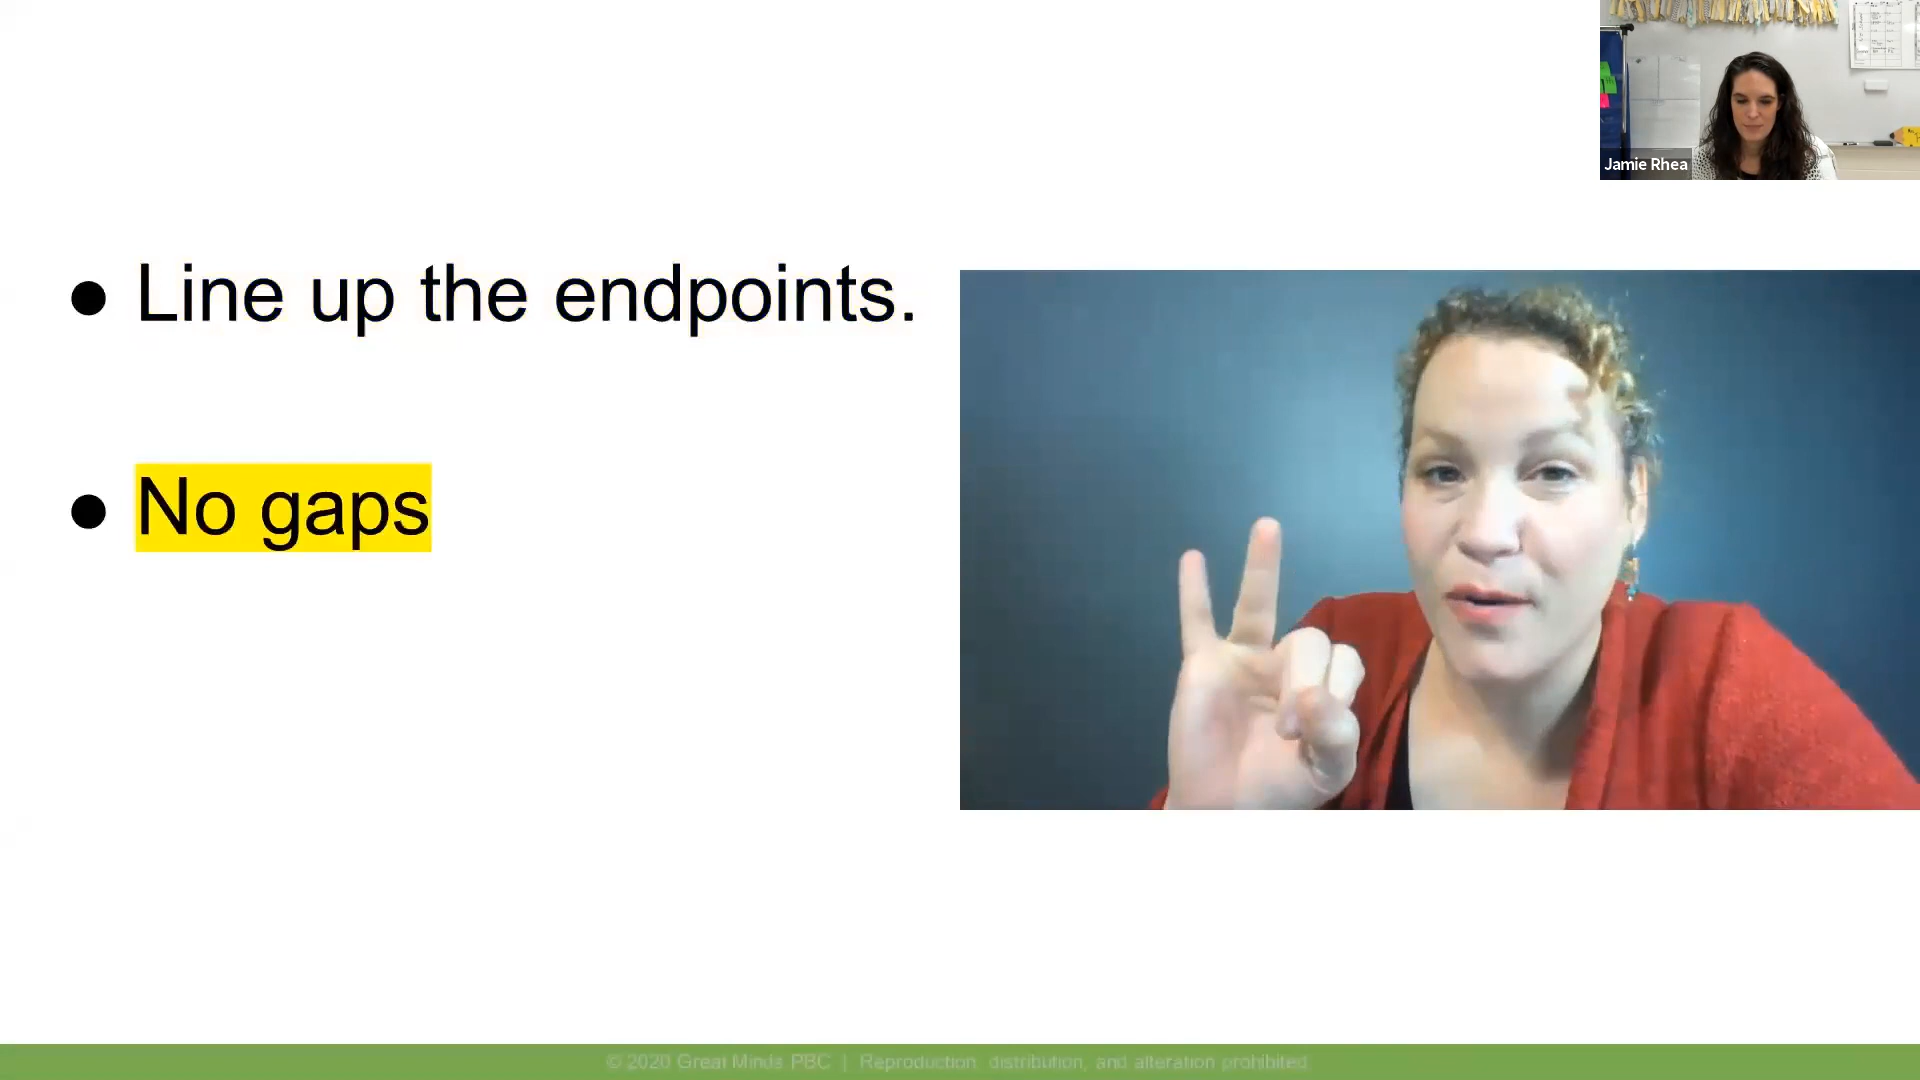 Jamie Rhea
● Line up the endpoints.
● No gaps
© 2020 Great Minds PBC | Reproduction, distribution, and alteration prohibited